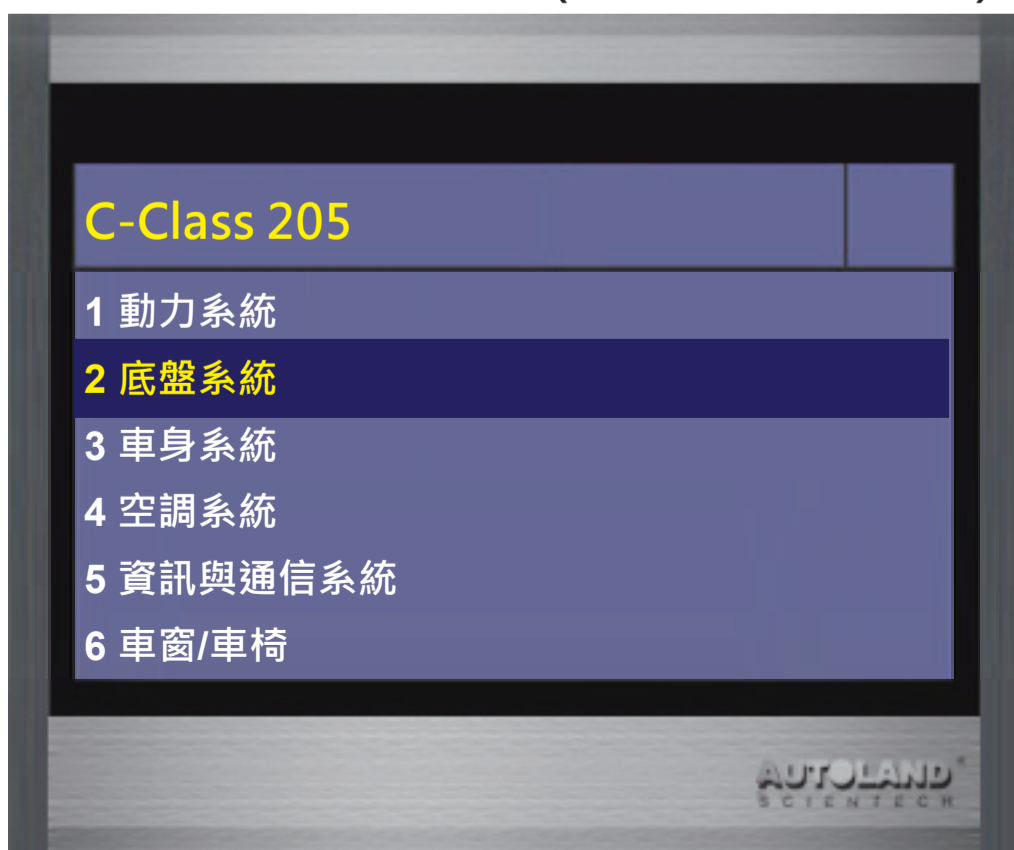 C-Class 205
1 動力系統
2 底盤系統
3 車身系統
4 空調系統
5 資訊與通信系統
6 車窗/車椅
AUTOLAND
SCIENTECH